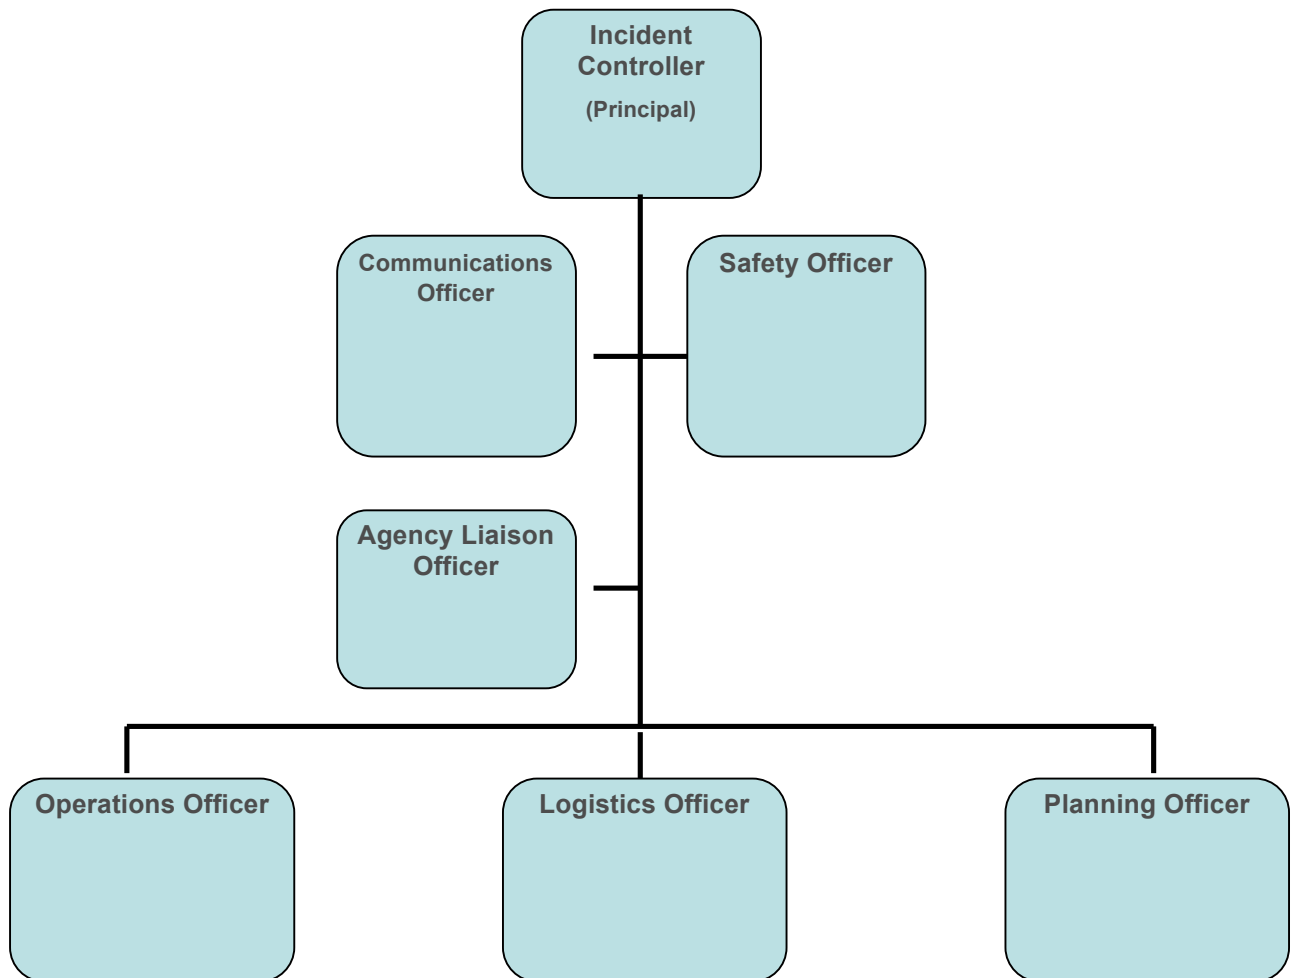 Incident
Controller
(Principal)
Communications
Officer
Safety Officer
Agency Liaison
Officer
Operations Officer
Logistics Officer
Planning Officer